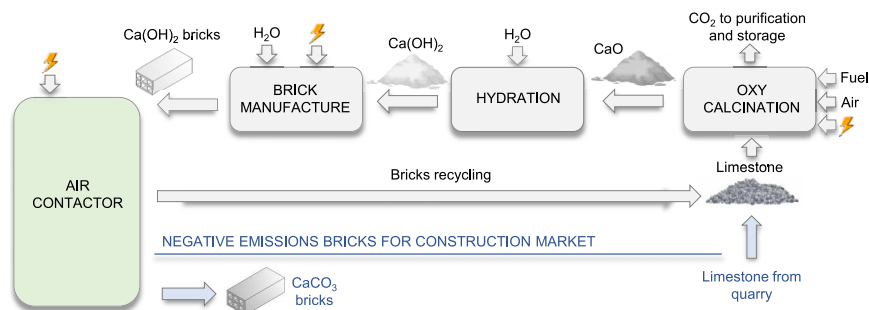 CO₂ to purification
and storage
Ca(OH)₂ bricks
H₂O
Ca(OH)₂
H₂O
CaO
BRICK
MANUFACTURE
HYDRATION
OXY
CALCINATION
Fuel
Air
AIR
CONTACTOR
Bricks recycling
Limestone
NEGATIVE EMISSIONS BRICKS FOR CONSTRUCTION MARKET
CaCO₃
bricks
Limestone from
quarry